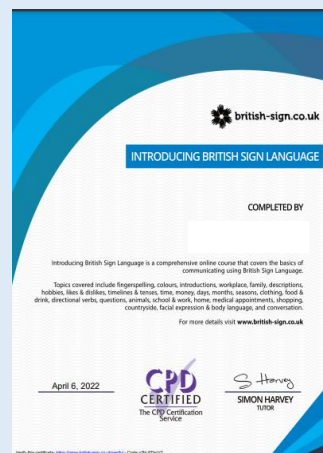 british-sign.co.uk
INTRODUCING BRITISH SIGN LANGUAGE
COMPLETED BY
Introducing British Sign Language is a comprehensive online course that covers the basics of
communicating using British Sign Language.
Topics covered include fingerspelling, colours, introductions, workplace, family, descriptions,
hobbies, likes & dislikes, timelines & tenses, time, money, days, months, seasons, clothing, food &
drink, directional verbs, questions, animals, school & work, home, medical appointments, shopping,
countryside, facial expression & body language, and conversation.
For more details visit www.british-sign.co.uk
April 6, 2022
CPD
CERTIFIED
The CPD Certification
Service
S Harvey
SIMON HARVEY
TUTOR